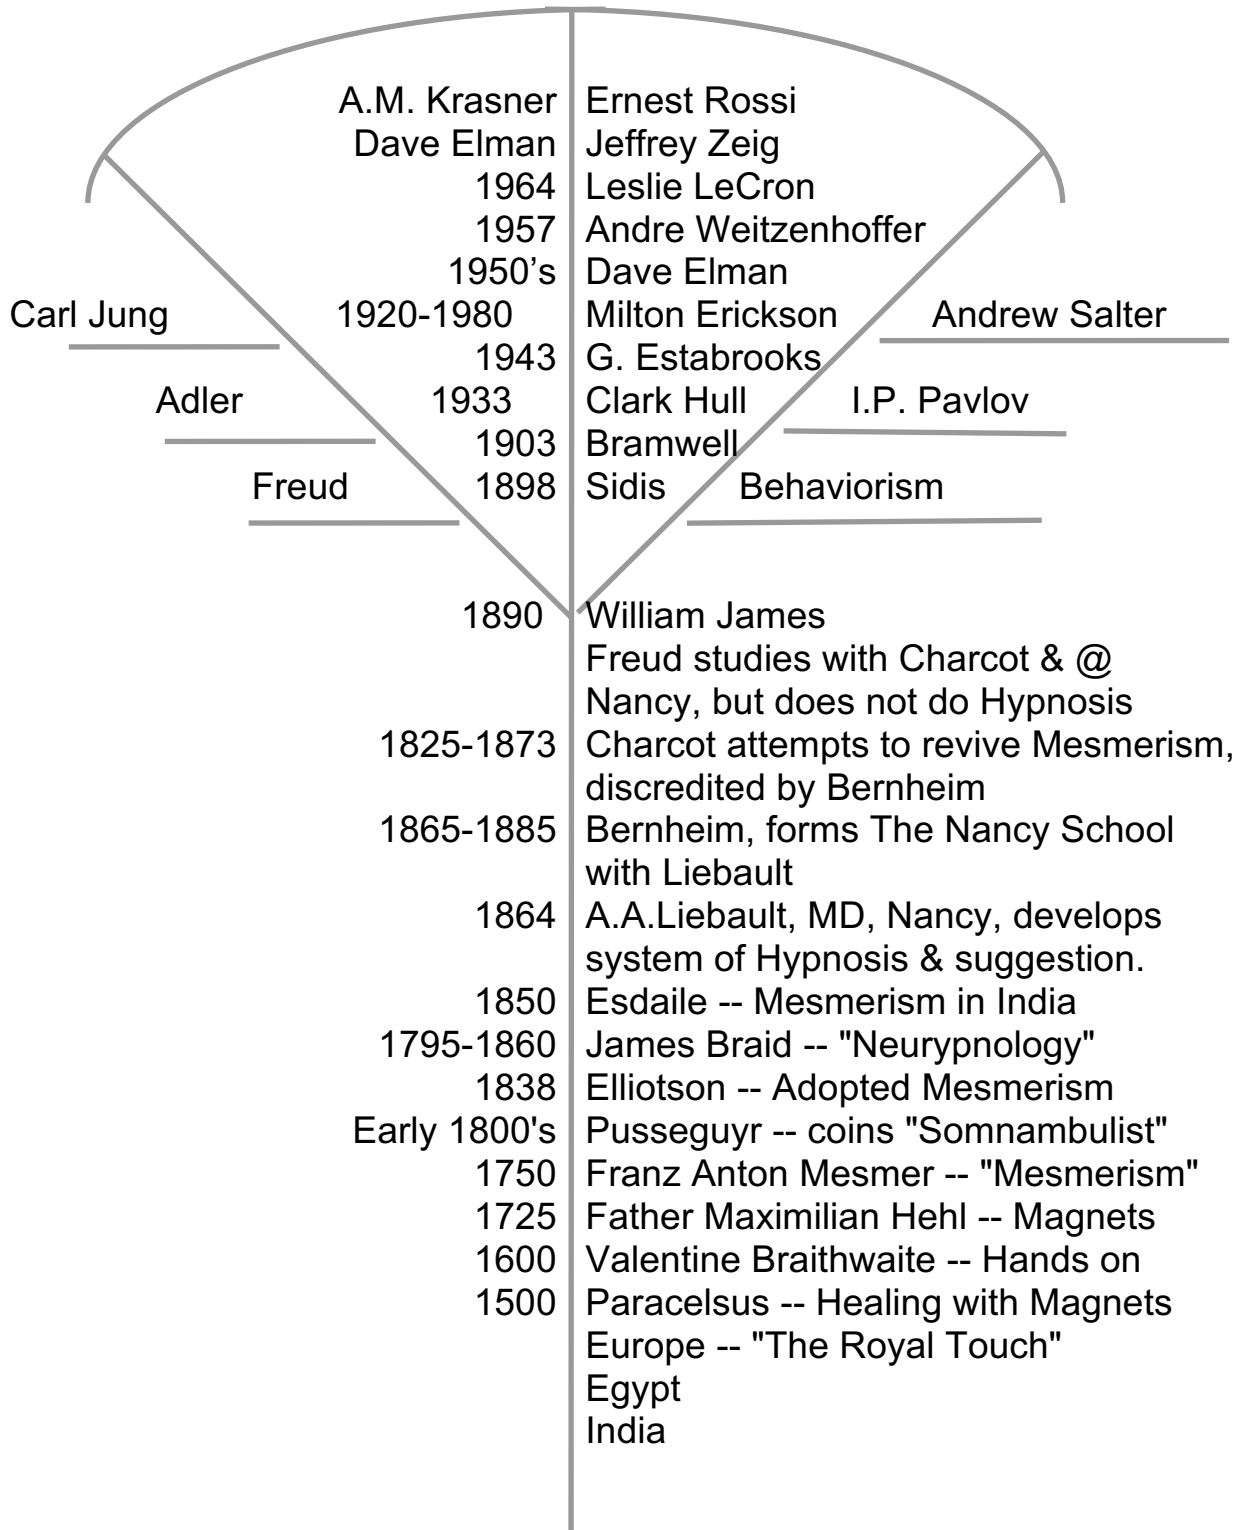 A.M. Krasner Ernest Rossi
Dave Elman Jeffrey Zeig
1964 Leslie LeCron
1957 Andre Weitzenhoffer
1950’s Dave Elman
Carl Jung 1920-1980 Milton Erickson Andrew Salter
1943 G. Estabrooks
Adler 1933 Clark Hull I.P. Pavlov
1903 Bramwell
Freud 1898 Sidis Behaviorism
1890 William James
Freud studies with Charcot & @
Nancy, but does not do Hypnosis
1825-1873 Charcot attempts to revive Mesmerism,
discredited by Bernheim
1865-1885 Bernheim, forms The Nancy School
with Liebault
1864 A.A.Liebault, MD, Nancy, develops
system of Hypnosis & suggestion.
1850 Esdaile -- Mesmerism in India
1795-1860 James Braid -- "Neurypnology"
1838 Elliotson -- Adopted Mesmerism
Early 1800's Pusseguyr -- coins "Somnambulist"
1750 Franz Anton Mesmer -- "Mesmerism"
1725 Father Maximilian Hehl -- Magnets
1600 Valentine Braithwaite -- Hands on
1500 Paracelsus -- Healing with Magnets
Europe -- "The Royal Touch"
Egypt
India